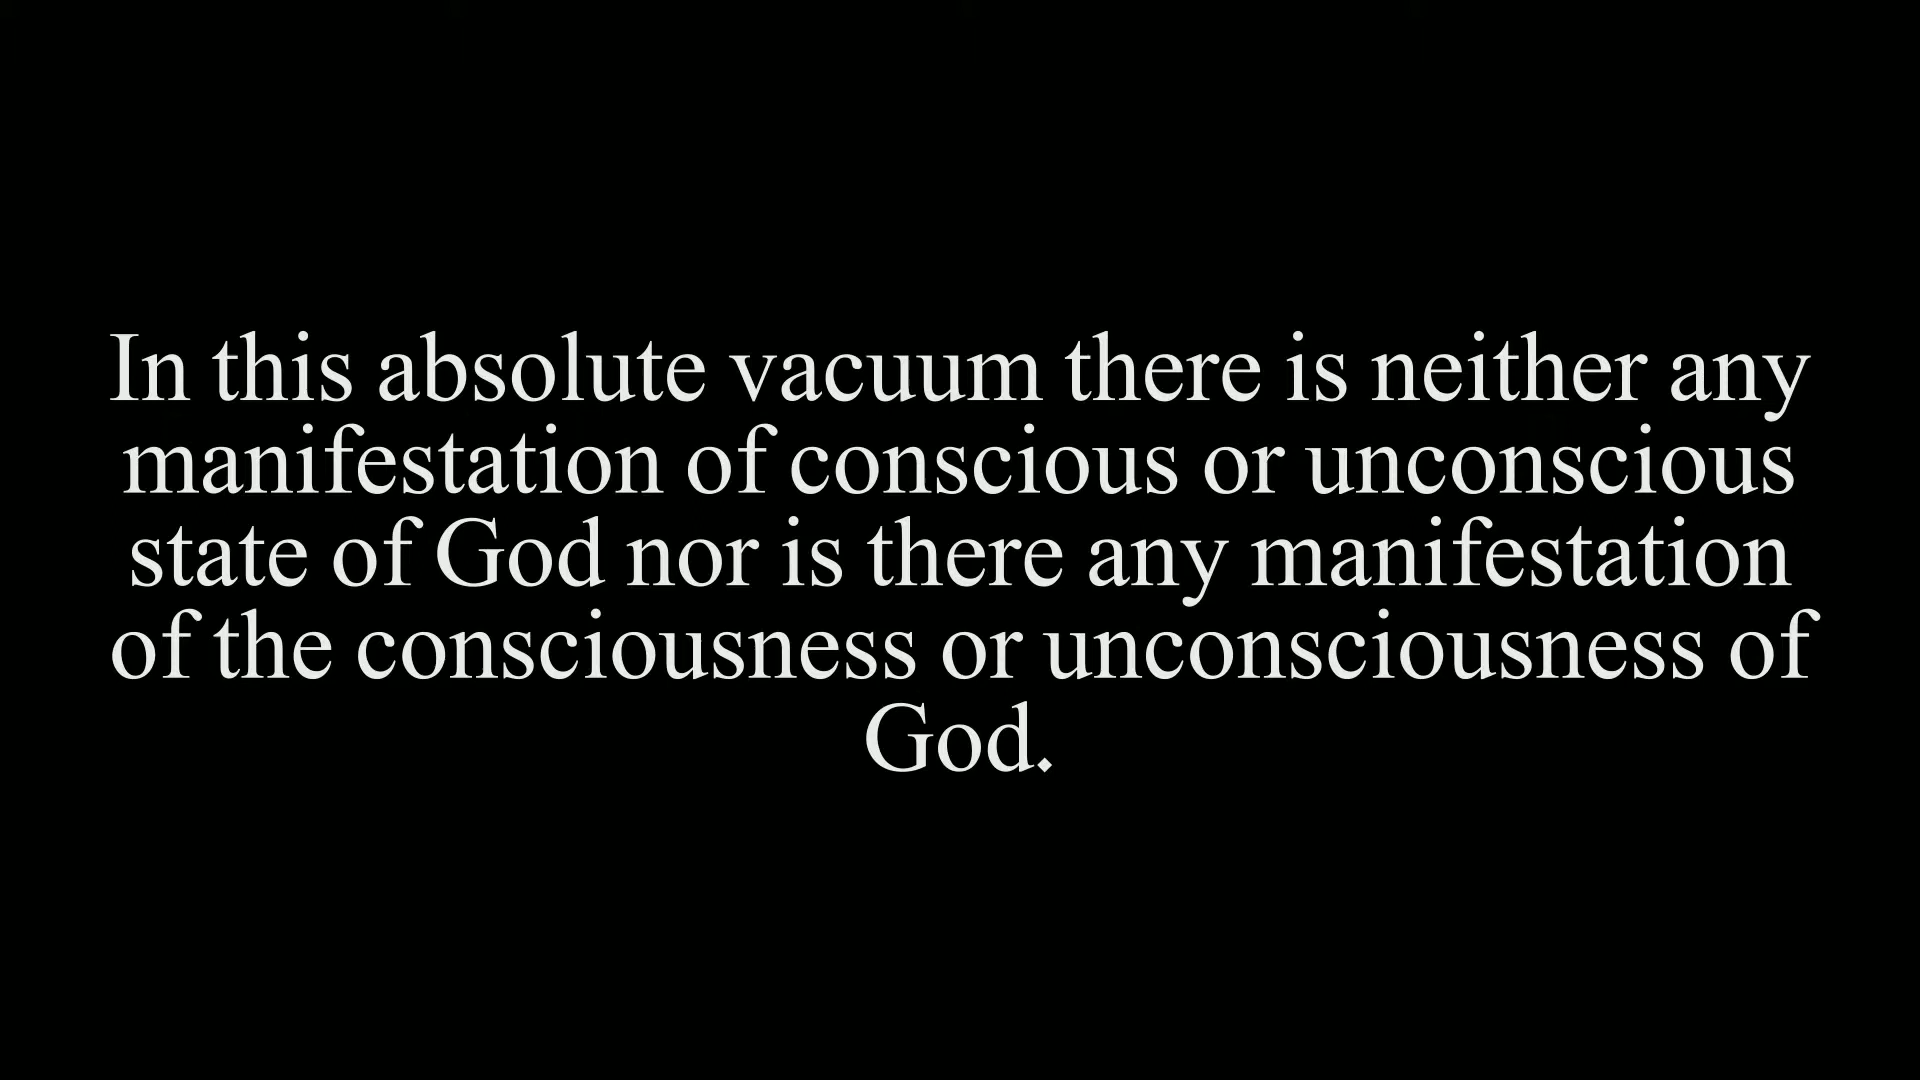 In this absolute vacuum there is neither any
manifestation of conscious or unconscious
state of God nor is there any manifestation
of the consciousness or unconsciousness of
God.